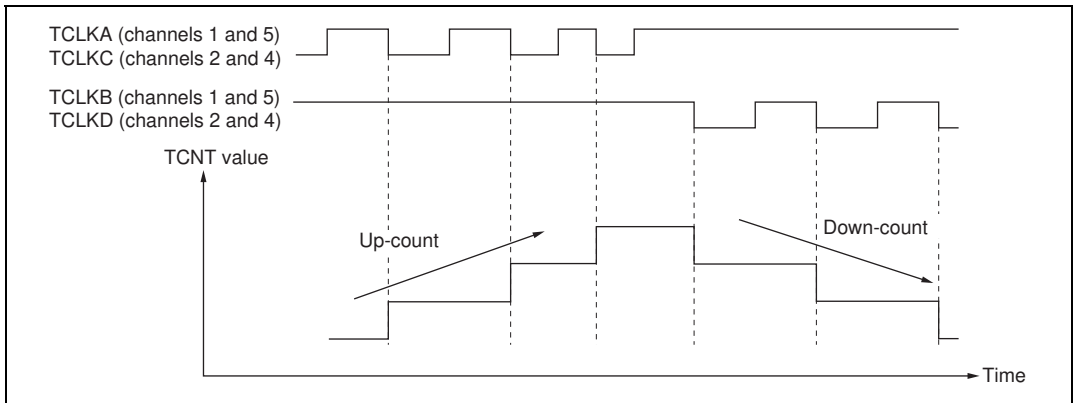 TCLKA (channels 1 and 5)
TCLKC (channels 2 and 4)
TCLKB (channels 1 and 5)
TCLKD (channels 2 and 4)
TCNT value
Up-count
Down-count
Time